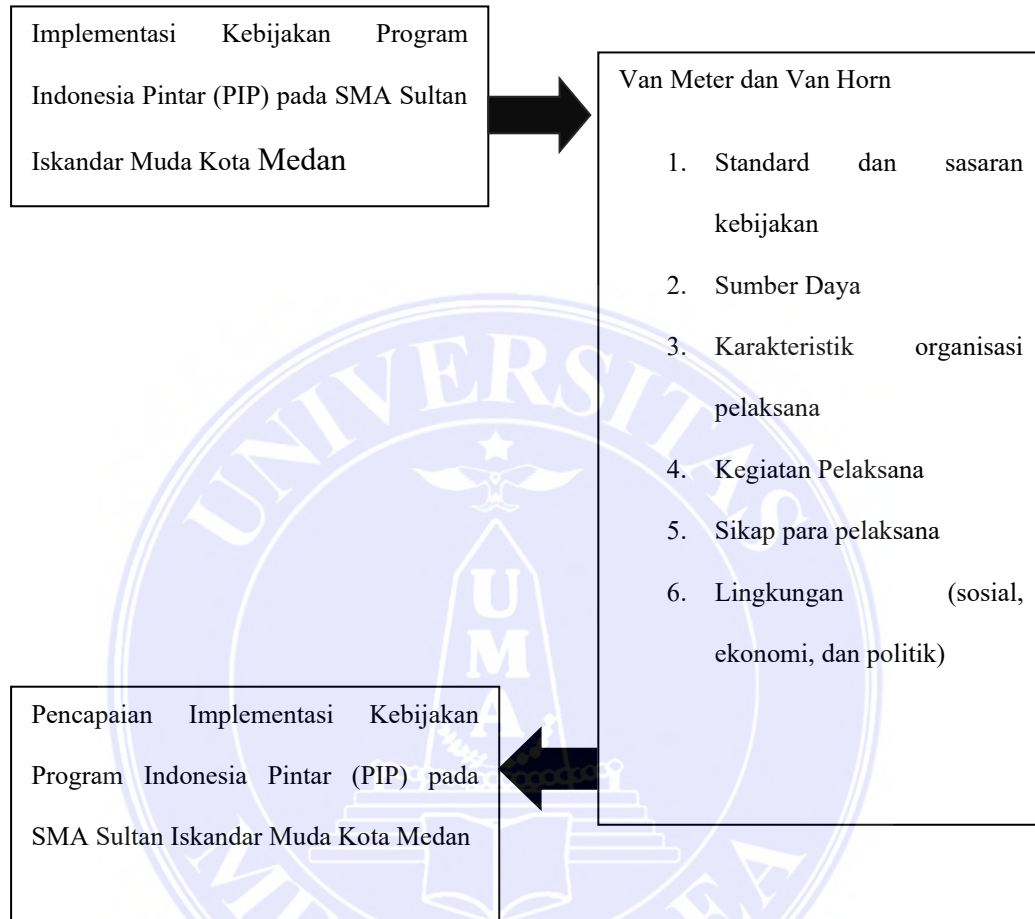 Implementasi Kebijakan Program
Indonesia Pintar (PIP) pada SMA Sultan
Iskandar Muda Kota Medan
Van Meter dan Van Horn
1. Standard dan sasaran
kebijakan
2. Sumber Daya
3. Karakteristik organisasi
pelaksana
4. Kegiatan Pelaksana
5. Sikap para pelaksana
6. Lingkungan (sosial,
ekonomi, dan politik)
Pencapaian Implementasi Kebijakan
Program Indonesia Pintar (PIP) pada
SMA Sultan Iskandar Muda Kota Medan
UNIVERSITAS
UMA